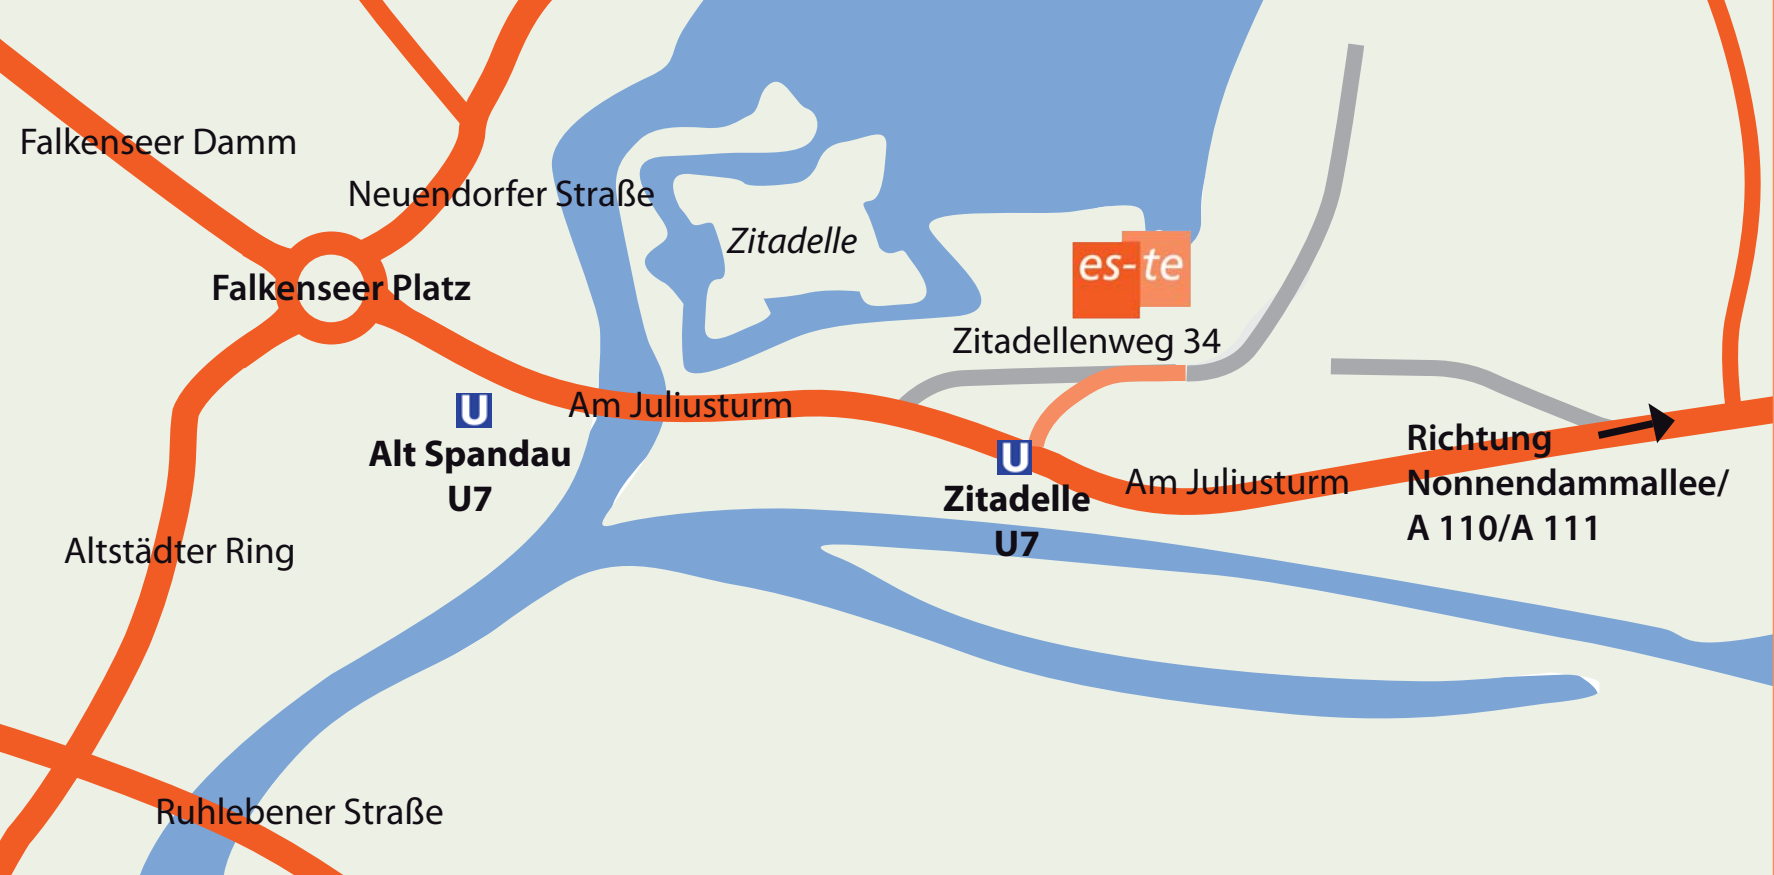 Falkenseer Damm
Neuendorfer Straße
Zitadelle
es-te
Falkenseer Platz
Zitadellenweg 34
U
Am Juliusturm
Alt Spandau
U7
U
Zitadelle
U7
Am Juliusturm
Richtung
Nonnendammallee/
A 110/A 111
Altstädter Ring
Ruhlebener Straße